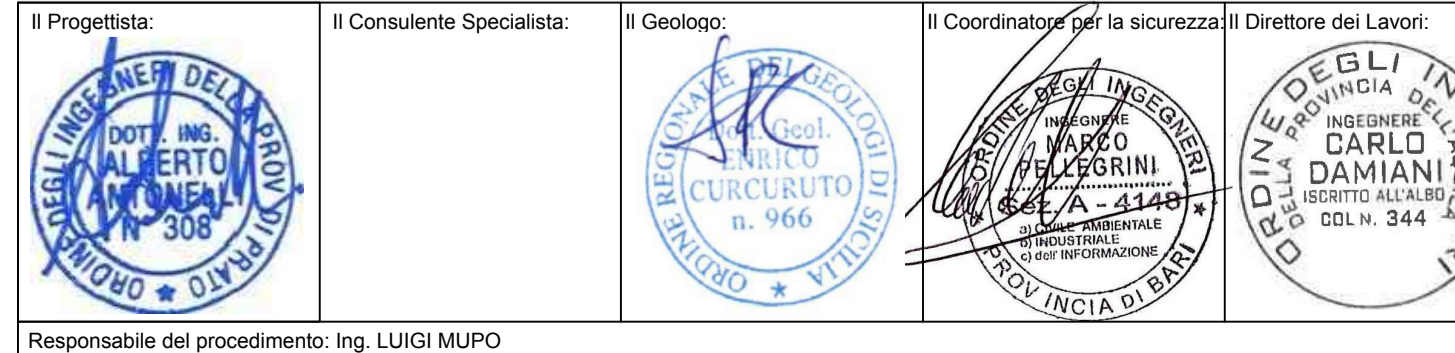 Il Progettista:
ORDINE DEGLI INGEGNERI DELLA PROV DI PRATO
DOTT. ING.
ALBERTO
ANTONELLI
N° 308
Il Consulente Specialista:
Il Geologo:
ORDINE REGIONALE DEI GEOLOGI DI SICILIA
Dott. Geol.
ENRICO
CURCURUTO
n. 966
Il Coordinatore per la sicurezza:
ORDINE DEGLI INGEGNERI
INGEGNERE
MARCO
PELLEGRINI
Sez. A - 4148
a) CIVILE AMBIENTALE
b) INDUSTRIALE
c) dell' INFORMAZIONE
PROVINCIA DI BARI
Il Direttore dei Lavori:
ORDINE DEGLI
DELLA PROVINCIA DELL
INGEGNERE
CARLO
DAMIANI
ISCRITTO ALL'ALBO
COL N. 344
Responsabile del procedimento: Ing. LUIGI MUPO